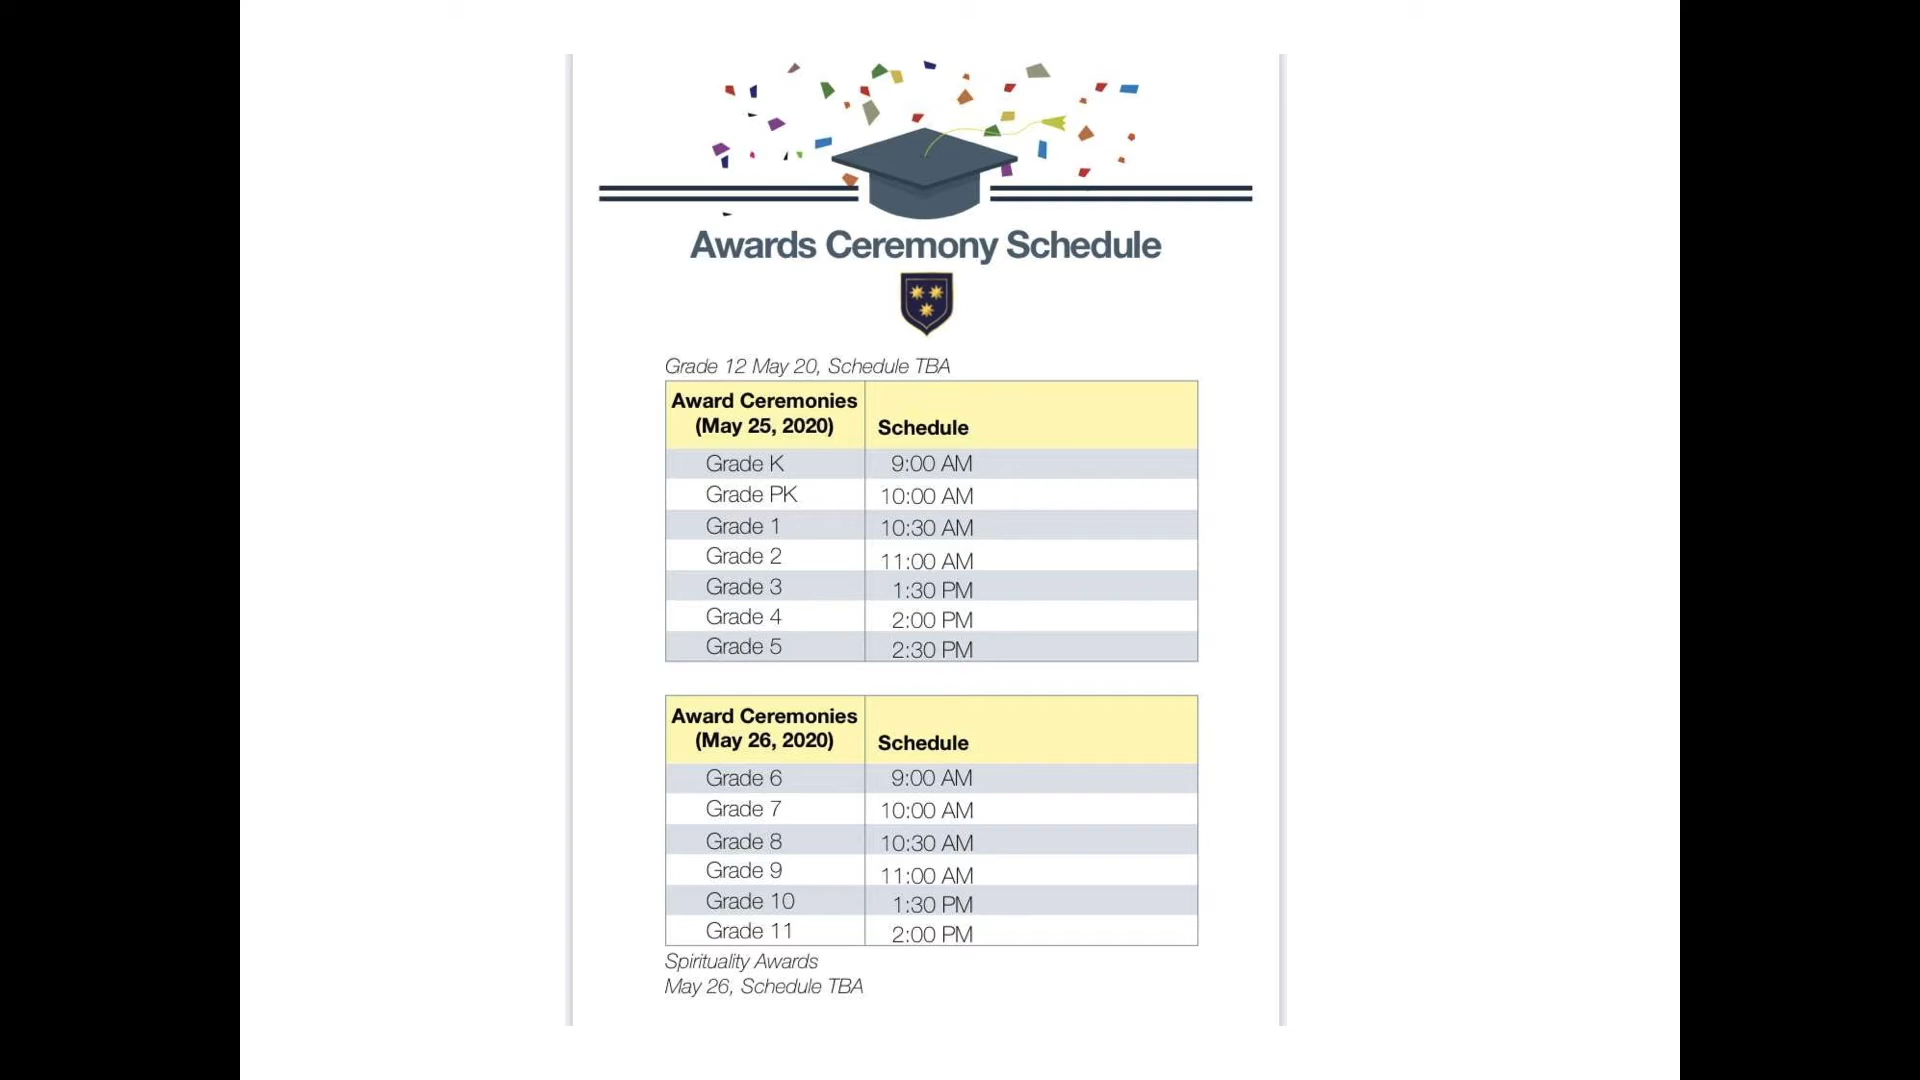 Awards Ceremony Schedule
Grade 12 May 20, Schedule TBA
Award Ceremonies
(May 25, 2020)
Schedule
Grade K 9:00 AM
Grade PK 10:00 AM
Grade 1 10:30 AM
Grade 2 11:00 AM
Grade 3 1:30 PM
Grade 4 2:00 PM
Grade 5 2:30 PM
Award Ceremonies
(May 26, 2020)
Schedule
Grade 6 9:00 AM
Grade 7 10:00 AM
Grade 8 10:30 AM
Grade 9 11:00 AM
Grade 10 1:30 PM
Grade 11 2:00 PM
Spirituality Awards
May 26, Schedule TBA